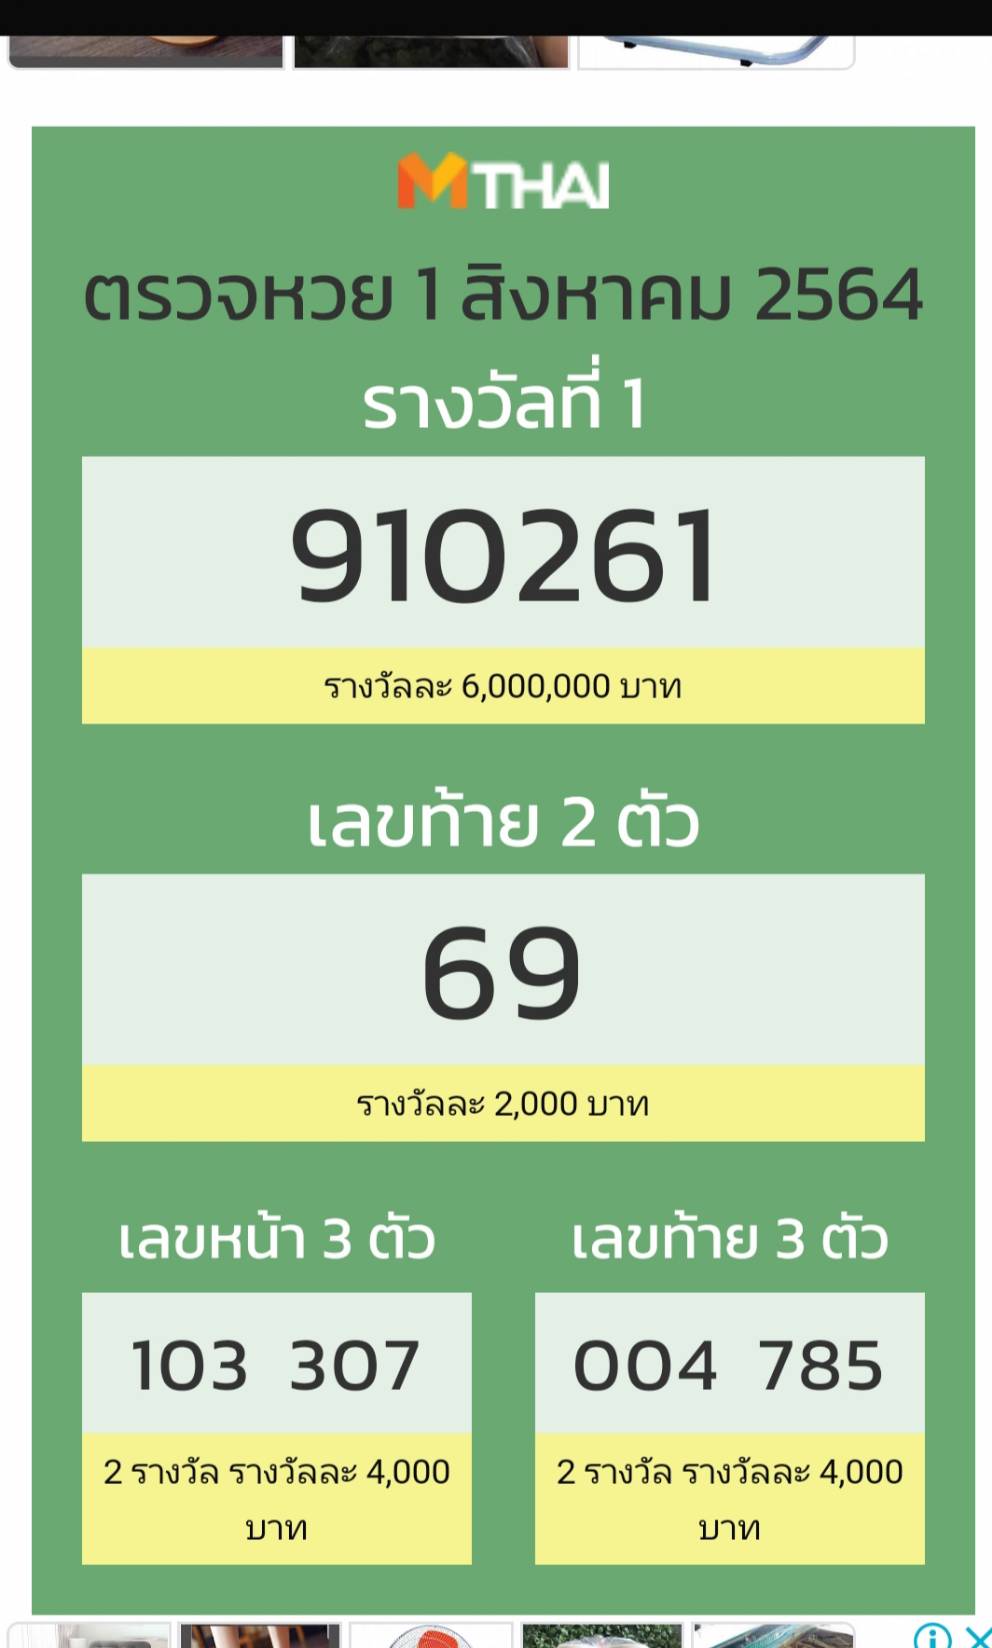 MTHAI
ตรวจหวย 1 สิงหาคม 2564
รางวัลที่ 1
910261
รางวัลละ 6,000,000 บาท
เลขท้าย 2 ตัว
69
รางวัลละ 2,000 บาท
เลขหน้า 3 ตัว
103 307
2 รางวัล รางวัลละ 4,000
บาท
เลขท้าย 3 ตัว
004 785
2 รางวัล รางวัลละ 4,000
บาท